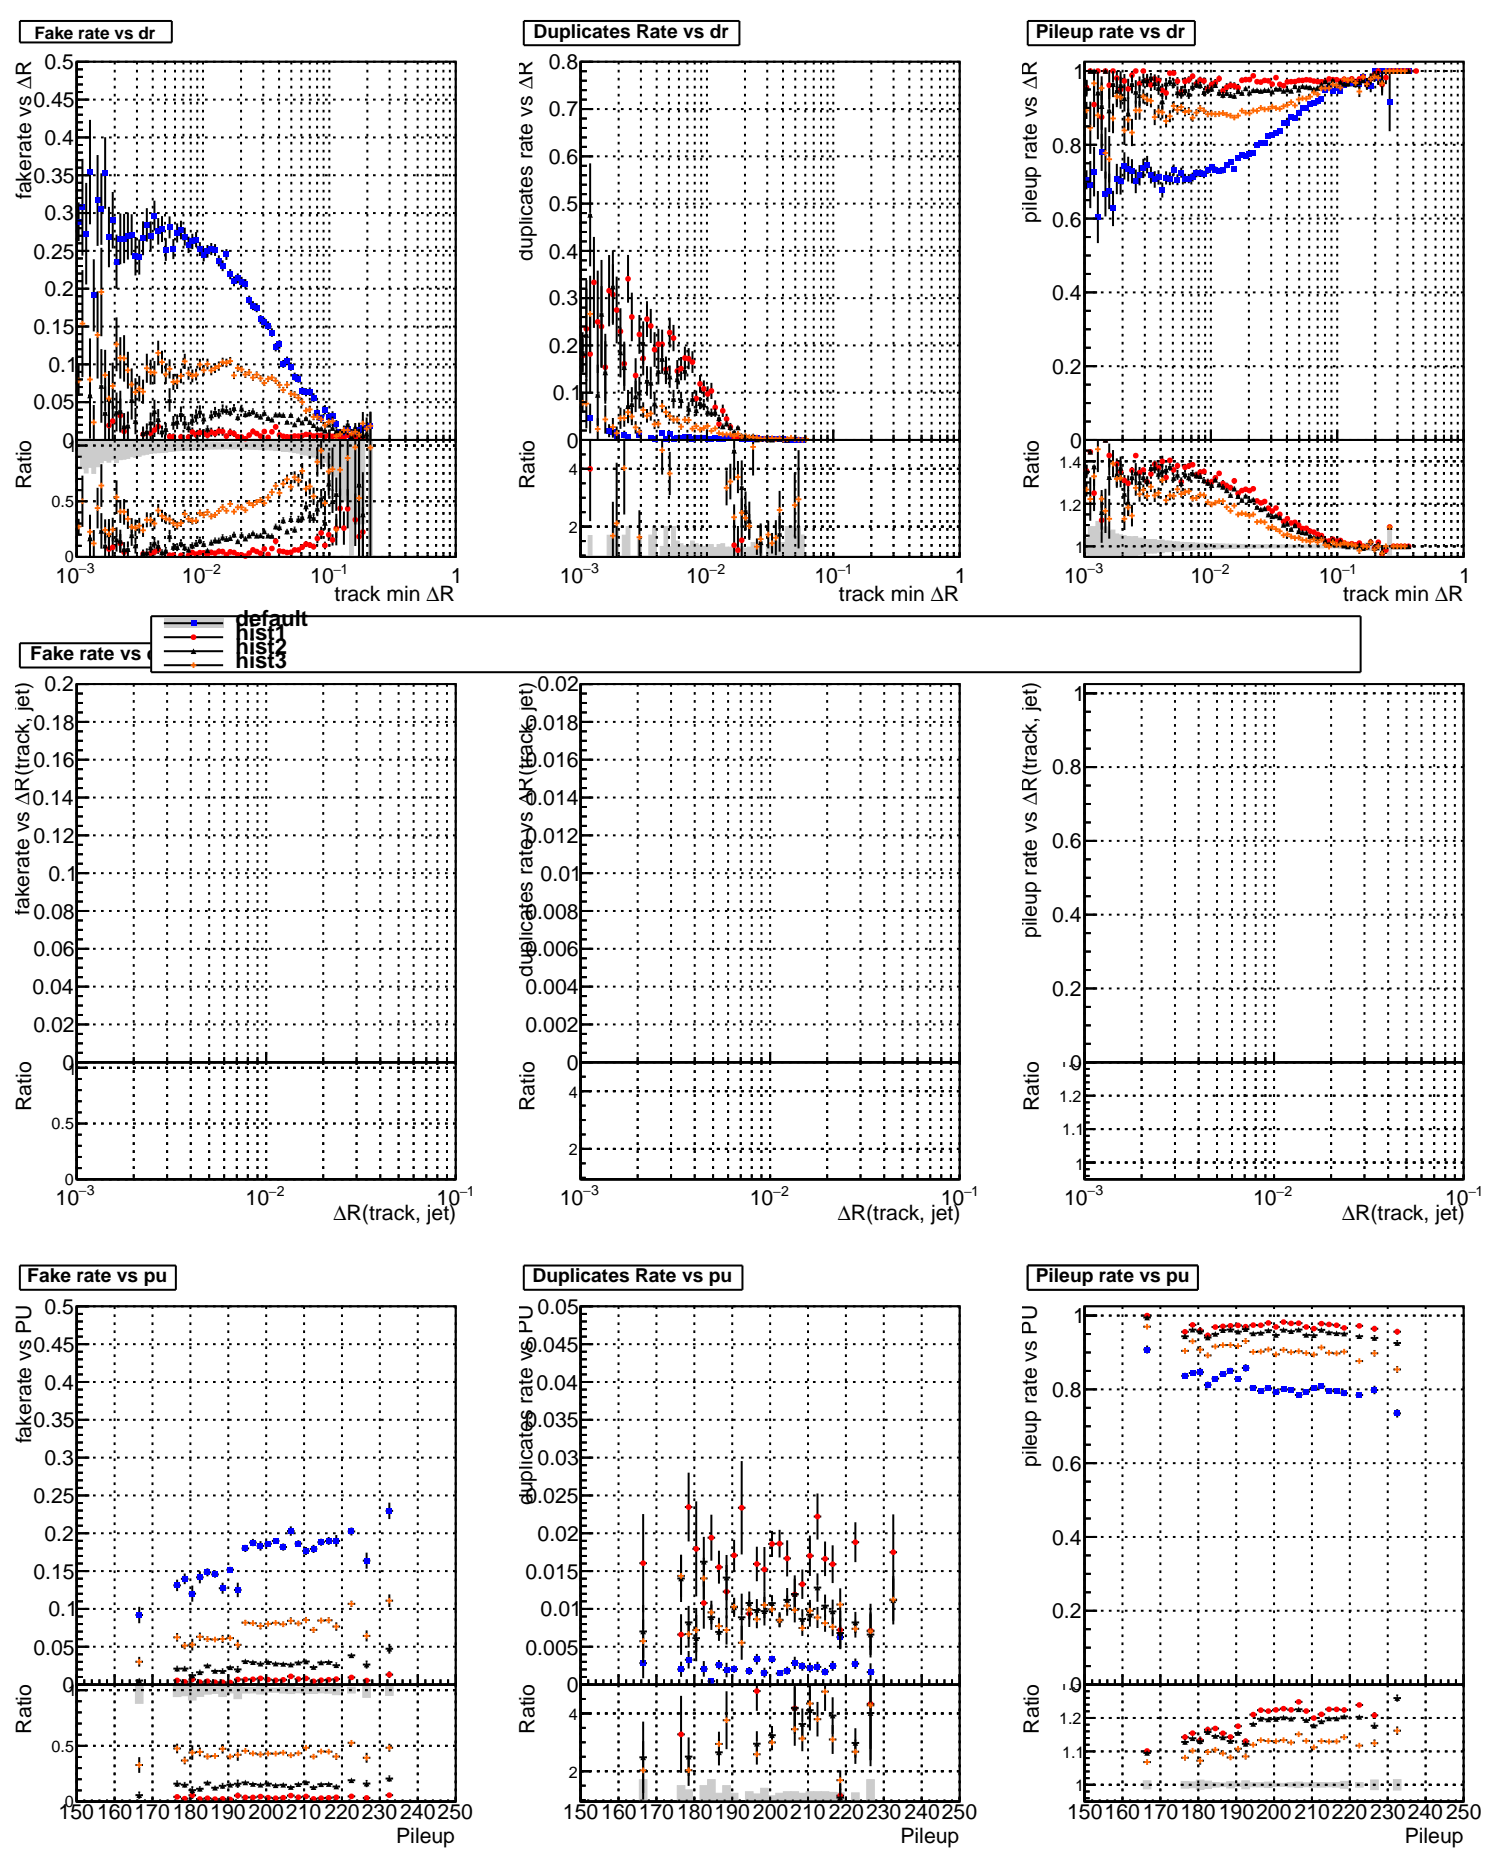 Fake rate vs dr
Duplicates Rate vs dr
Pileup rate vs dr
fakerate vs ΔR
0.5
0.45
0.4
0.35
0.3
0.25
0.2
0.15
0.1
0.05
0
Ratio
0.5
0
10⁻³ 10⁻² 10⁻¹ 1
track min ΔR
duplicates rate vs ΔR
0.8
0.7
0.6
0.5
0.4
0.3
0.2
0.1
0
Ratio
4
2
10⁻³ 10⁻² 10⁻¹ 1
track min ΔR
pileup rate vs ΔR
1
0.8
0.6
0.4
0.2
0
Ratio
1.4
1.2
1
10⁻³ 10⁻² 10⁻¹ 1
track min ΔR
default
hist1
hist2
hist3
Fake rate vs
fakerate vs ΔR(track, jet)
0.2
0.18
0.16
0.14
0.12
0.1
0.08
0.06
0.04
0.02
0
Ratio
1
0.5
0
10⁻³ 10⁻² 10⁻¹
ΔR(track, jet)
duplicates rate vs ΔR(track, jet)
0.02
0.018
0.016
0.014
0.012
0.01
0.008
0.006
0.004
0.002
0
Ratio
4
2
10⁻³ 10⁻² 10⁻¹
ΔR(track, jet)
pileup rate vs ΔR(track, jet)
1
0.8
0.6
0.4
0.2
0
Ratio
1.2
1.1
1
10⁻³ 10⁻² 10⁻¹
ΔR(track, jet)
Fake rate vs pu
Duplicates Rate vs pu
Pileup rate vs pu
fakerate vs PU
0.5
0.45
0.4
0.35
0.3
0.25
0.2
0.15
0.1
0.05
0
Ratio
1
0.5
0
150 160 170 180 190 200 210 220 230 240 250
Pileup
duplicates rate vs PU
0.05
0.045
0.04
0.035
0.03
0.025
0.02
0.015
0.01
0.005
0
Ratio
4
2
150 160 170 180 190 200 210 220 230 240 250
Pileup
pileup rate vs PU
1
0.8
0.6
0.4
0.2
0
Ratio
1.2
1.1
1
150 160 170 180 190 200 210 220 230 240 250
Pileup